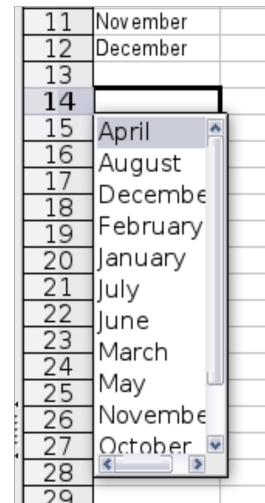 11 November
12 December
13
14
15 April
16 August
17 Decembe
18
19 February
20 January
21 July
22 June
23 March
24
25 May
26 Novembe
27 October
28
29